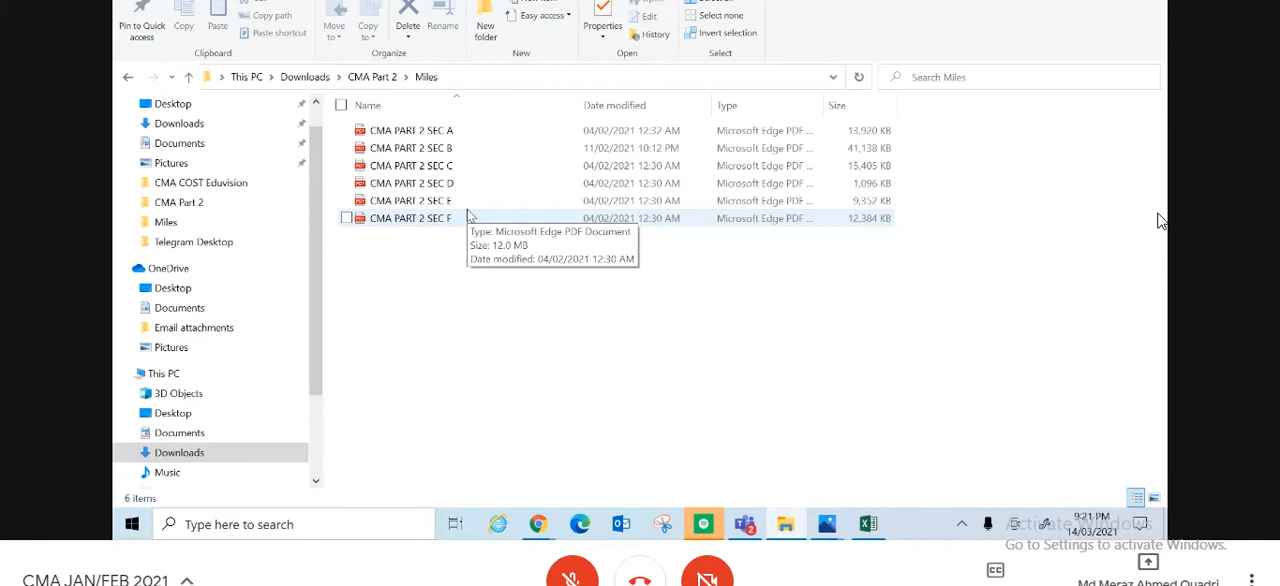 Pin to Quick access
Copy
Paste
Copy path
Paste shortcut
Clipboard
Move to
Copy to
Delete
Rename
Organize
New folder
Easy access
New
Properties
Edit
History
Open
Select none
Invert selection
Select
This PC > Downloads > CMA Part 2 > Miles
Search Miles
Name Date modified Type Size
CMA PART 2 SEC A 04/02/2021 12:32 AM Microsoft Edge PDF ... 13,920 KB
CMA PART 2 SEC B 11/02/2021 10:12 PM Microsoft Edge PDF ... 41,138 KB
CMA PART 2 SEC C 04/02/2021 12:30 AM Microsoft Edge PDF ... 15,405 KB
CMA PART 2 SEC D 04/02/2021 12:30 AM Microsoft Edge PDF ... 1,096 KB
CMA PART 2 SEC E 04/02/2021 12:30 AM Microsoft Edge PDF ... 9,352 KB
CMA PART 2 SEC F 04/02/2021 12:30 AM Microsoft Edge PDF ... 12,384 KB
Type: Microsoft Edge PDF Document
Size: 12.0 MB
Date modified: 04/02/2021 12:30 AM
Desktop
Downloads
Documents
Pictures
CMA COST Eduvision
CMA Part 2
Miles
Telegram Desktop
OneDrive
Desktop
Documents
Email attachments
Pictures
This PC
3D Objects
Desktop
Documents
Downloads
Music
6 items
Type here to search
2
9:21 PM
14/03/2021
Activate Windows
Go to Settings to activate Windows.
CMA JAN/FEB 2021
CC
Md Meraz Ahmed Quadri